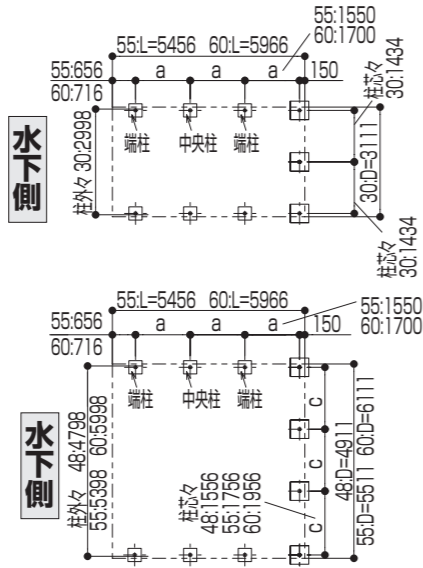 55:1550
60:1700
55:L=5456 60:L=5966
55:656 a a a 150
60:716
柱芯々
30:1434
水下側
柱外々 30:2998
端柱 中央柱 端柱
30:D=3111
柱芯々
30:1434
55:L=5456 60:L=5966
55:1550
60:1700
55:656 a a a 150
60:716
水下側
柱外々 48:4798
55:5398 60:5998
端柱 中央柱 端柱
柱芯々
48:1556
55:1756
60:1956
c
c
c
48:D=4911
55:D=5511 60:D=6111